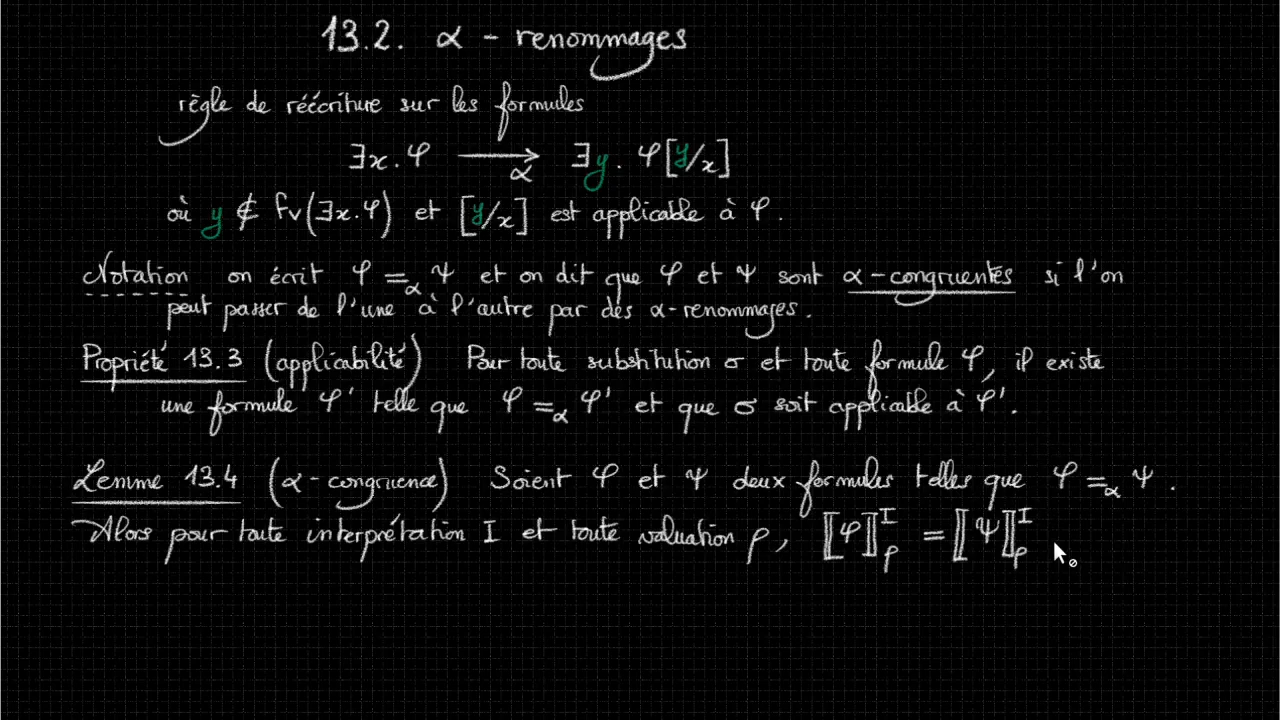 13.2. α - renommages
règle de réécriture sur les formules
∃x.φ →α ∃y. φ[y/x]
où y ∉ fv(∃x.φ) et [y/x] est applicable à φ.
Notation on écrit φ =α ψ et on dit que φ et ψ sont α-congruentes si l'on
peut passer de l'une à l'autre par des α-renommages.
Propriété 13.3 (applicabilité) Pour toute substitution σ et toute formule φ, il existe
une formule φ' telle que φ =α φ' et que σ soit applicable à φ'.
Lemme 13.4 (α-congruence) Soient φ et ψ deux formules telles que φ =α ψ.
Alors pour toute interprétation I et toute valuation ρ, ⟦φ⟧ᴵρ = ⟦ψ⟧ᴵρ